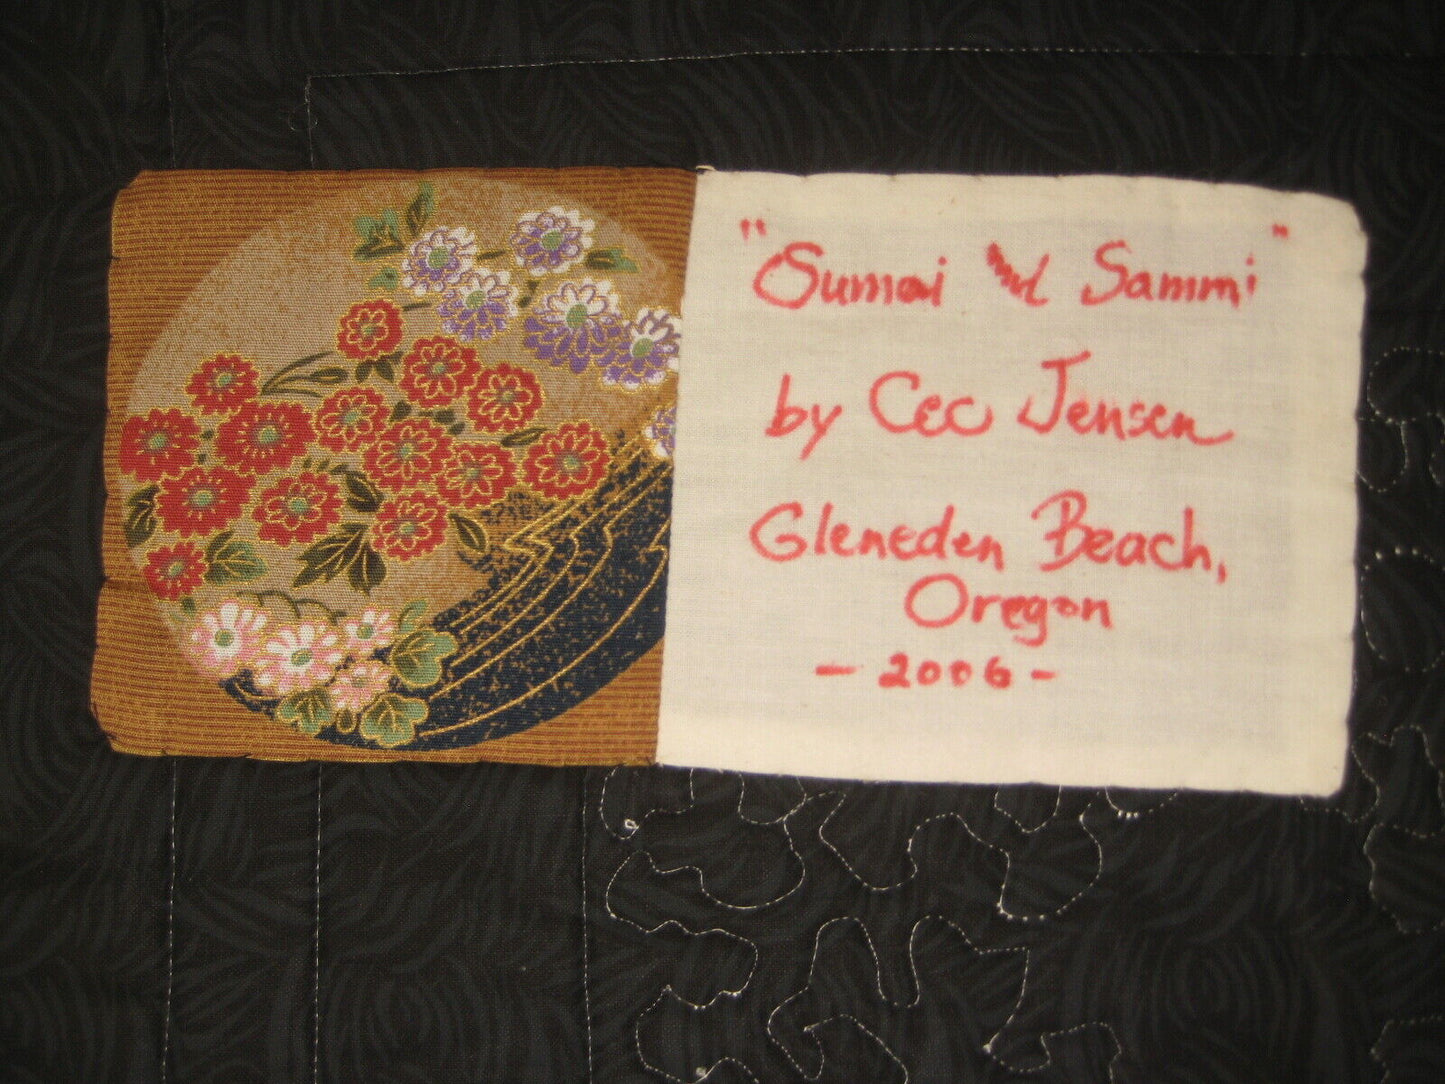 "Sumai & Sammi"
by Cec Jensen
Gleneden Beach,
Oregon
- 2006 -